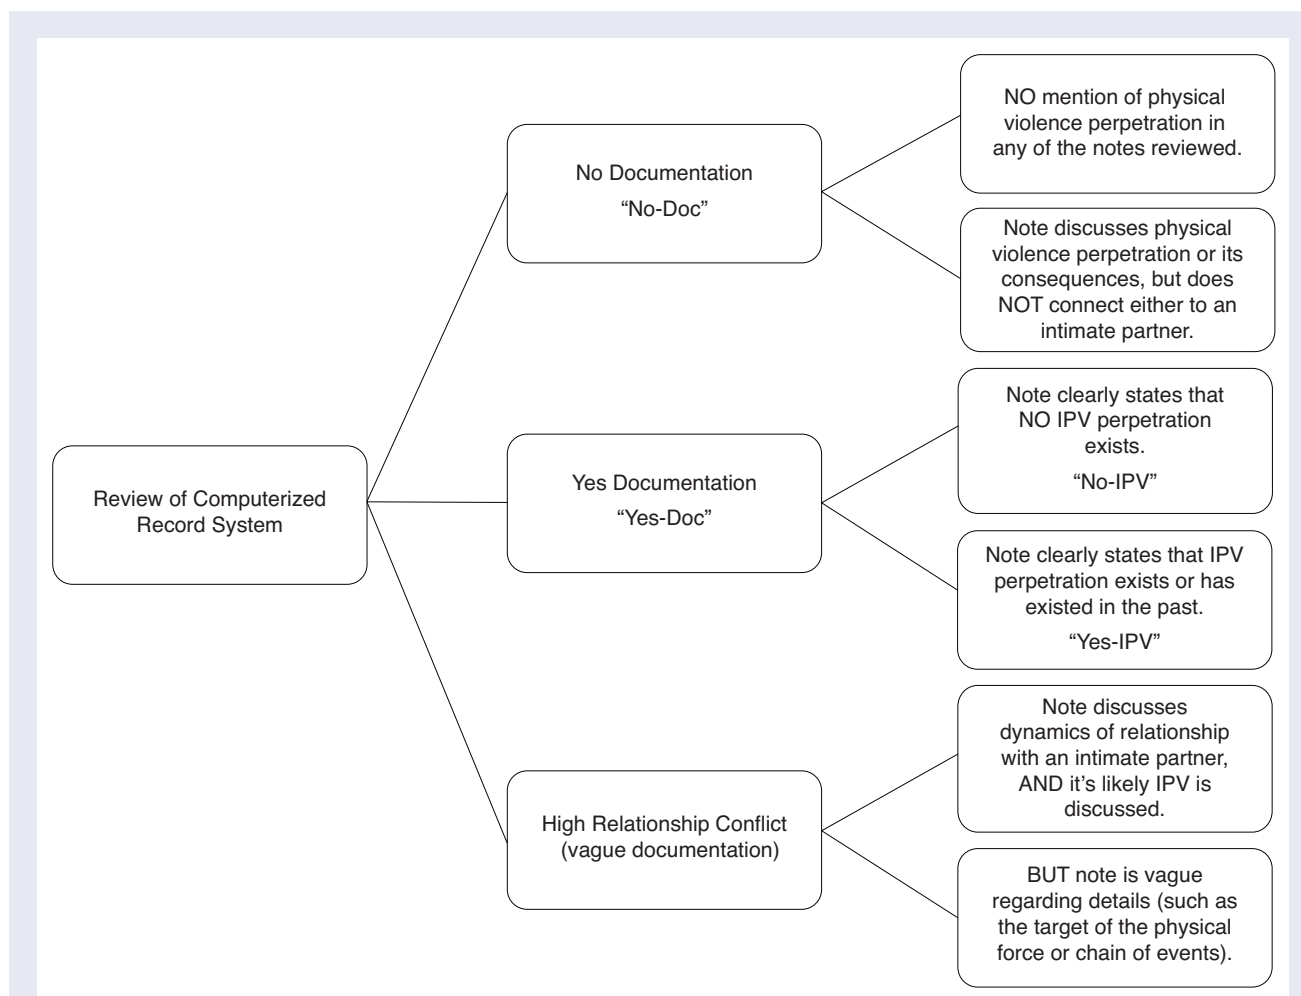 Review of Computerized
Record System
No Documentation
“No-Doc”
NO mention of physical
violence perpetration in
any of the notes reviewed.
Note discusses physical
violence perpetration or its
consequences, but does
NOT connect either to an
intimate partner.
Yes Documentation
“Yes-Doc”
Note clearly states that
NO IPV perpetration
exists.
“No-IPV”
Note clearly states that IPV
perpetration exists or has
existed in the past.
“Yes-IPV”
High Relationship Conflict
(vague documentation)
Note discusses
dynamics of relationship
with an intimate partner,
AND it’s likely IPV is
discussed.
BUT note is vague
regarding details (such as
the target of the physical
force or chain of events).